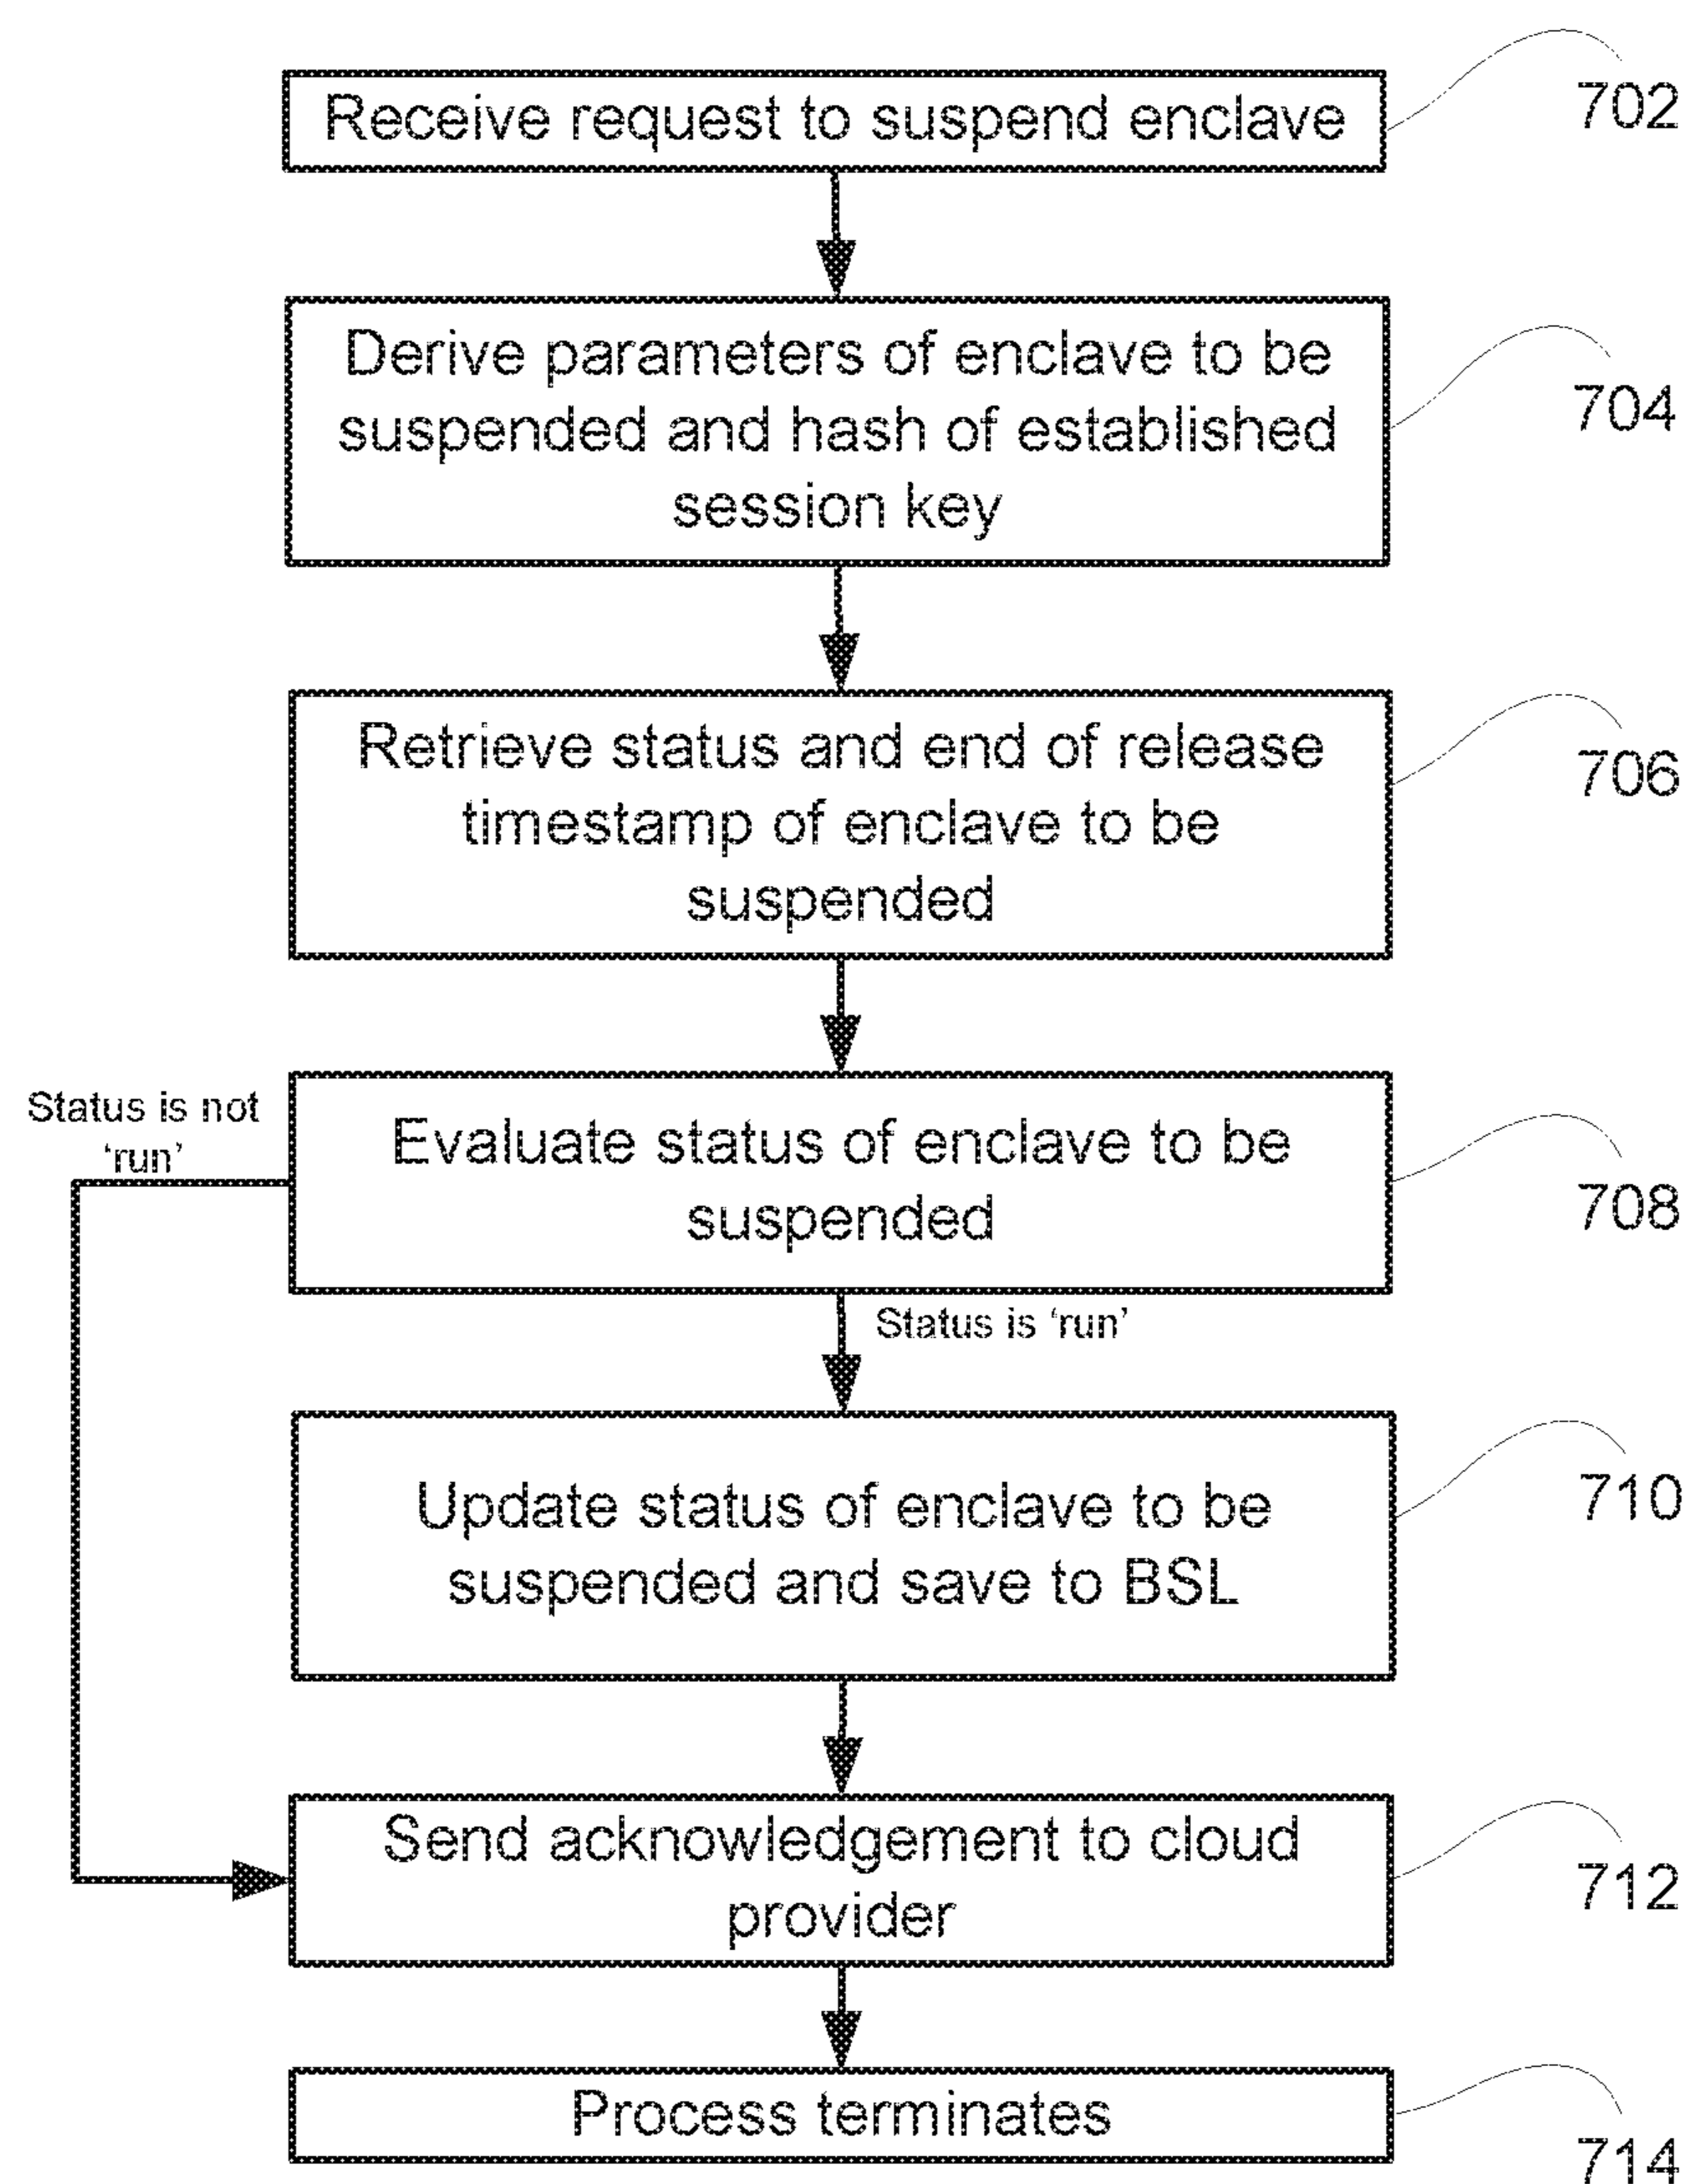 Receive request to suspend enclave
702
Derive parameters of enclave to be
suspended and hash of established
session key
704
Retrieve status and end of release
timestamp of enclave to be
suspended
706
Status is not
‘run’
Evaluate status of enclave to be
suspended
708
Status is ‘run’
Update status of enclave to be
suspended and save to BSL
710
Send acknowledgement to cloud
provider
712
Process terminates
714